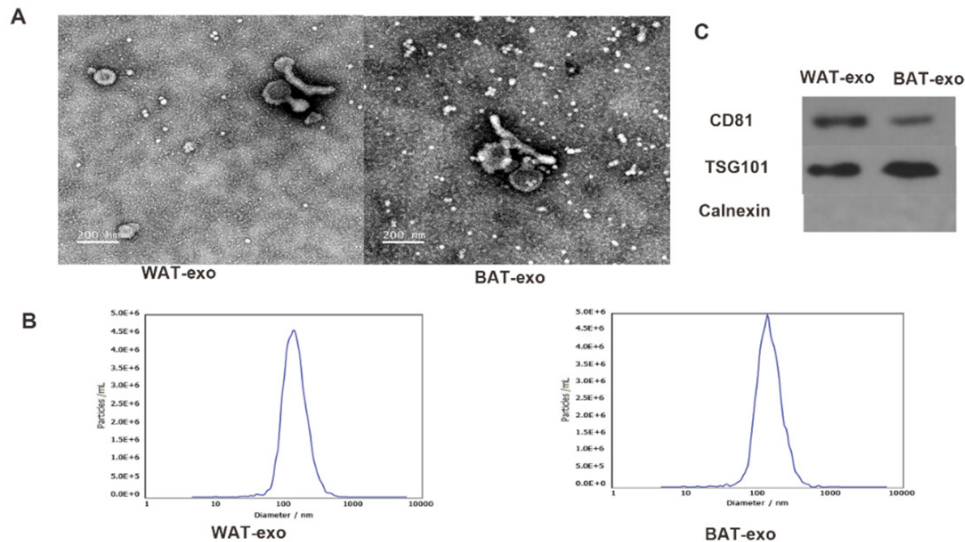 A
200 nm
WAT-exo
200 nm
BAT-exo
C
WAT-exo BAT-exo
CD81
TSG101
Calnexin
B
5.0E+6
4.5E+6
4.0E+6
3.5E+6
3.0E+6
2.5E+6
2.0E+6
1.5E+6
1.0E+6
5.0E+5
0.0E+0
Particles /mL
1 10 100 1000 10000
Diameter / nm
WAT-exo
5.0E+6
4.5E+6
4.0E+6
3.5E+6
3.0E+6
2.5E+6
2.0E+6
1.5E+6
1.0E+6
5.0E+5
0.0E+0
Particles /mL
1 10 100 1000 10000
Diameter / nm
BAT-exo